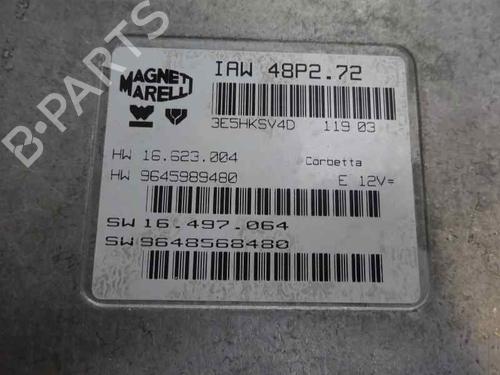 B-PARTS
MAGNETI
MARELLI
IAW 48P2.72
3E5HKSV4D 119 03
HW 16.623.004 Corbetta
HW 9645989480 E 12V=
SW 16.497.064
SW 9648568480